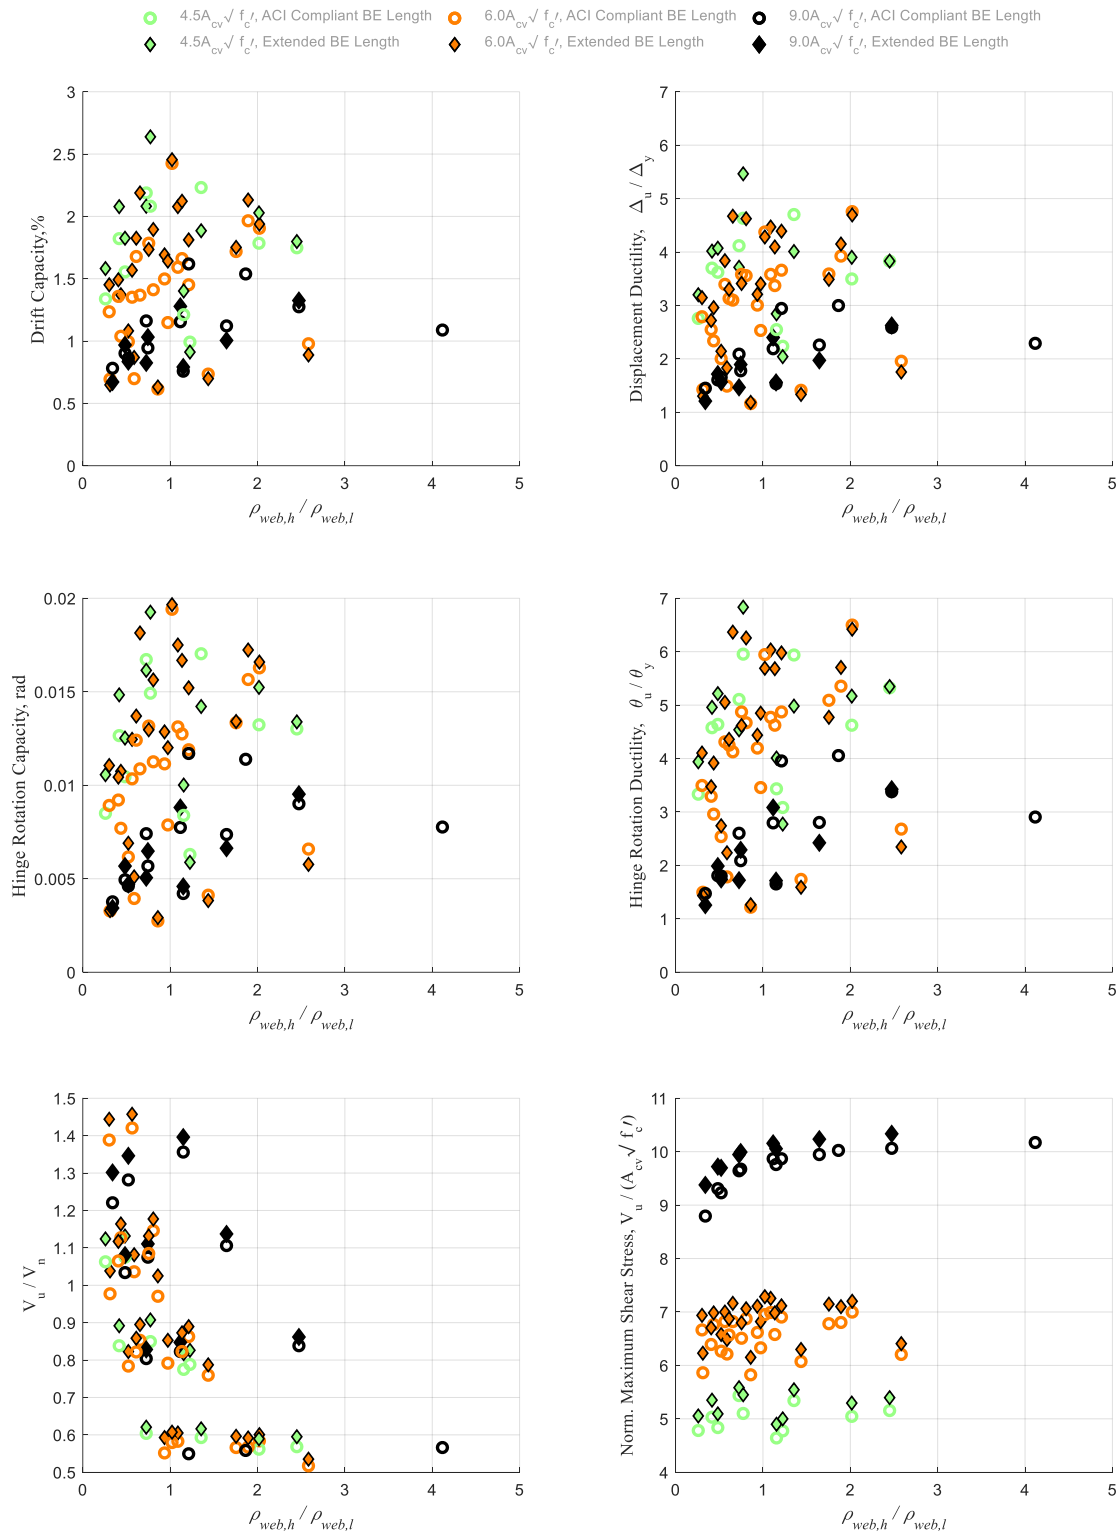 4.5A_cv√f_c′, ACI Compliant BE Length 6.0A_cv√f_c′, ACI Compliant BE Length 9.0A_cv√f_c′, ACI Compliant BE Length
4.5A_cv√f_c′, Extended BE Length 6.0A_cv√f_c′, Extended BE Length 9.0A_cv√f_c′, Extended BE Length
Drift Capacity,%
3
2.5
2
1.5
1
0.5
0
0 1 2 3 4 5
ρ_web,h / ρ_web,l
Displacement Ductility, Δ_u / Δ_y
7
6
5
4
3
2
1
0
0 1 2 3 4 5
ρ_web,h / ρ_web,l
Hinge Rotation Capacity, rad
0.02
0.015
0.01
0.005
0
0 1 2 3 4 5
ρ_web,h / ρ_web,l
Hinge Rotation Ductility, θ_u / θ_y
7
6
5
4
3
2
1
0
0 1 2 3 4 5
ρ_web,h / ρ_web,l
V_u / V_n
1.5
1.4
1.3
1.2
1.1
1
0.9
0.8
0.7
0.6
0.5
0 1 2 3 4 5
ρ_web,h / ρ_web,l
Norm. Maximum Shear Stress, V_u / (A_cv√f_c′)
11
10
9
8
7
6
5
4
0 1 2 3 4 5
ρ_web,h / ρ_web,l